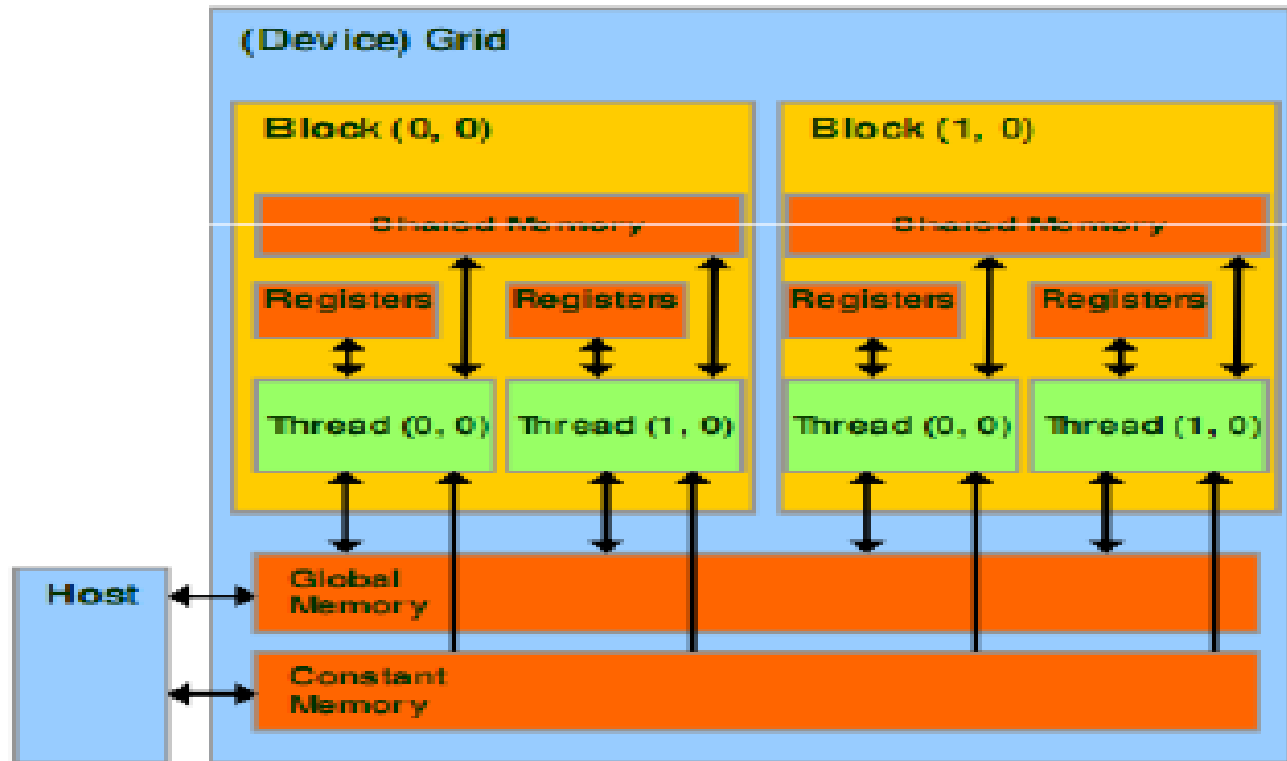 (Device) Grid
Block (0, 0)
Block (1, 0)
Shared Memory
Shared Memory
Registers
Registers
Registers
Registers
Thread (0, 0)
Thread (1, 0)
Thread (0, 0)
Thread (1, 0)
Host
Global
Memory
Constant
Memory